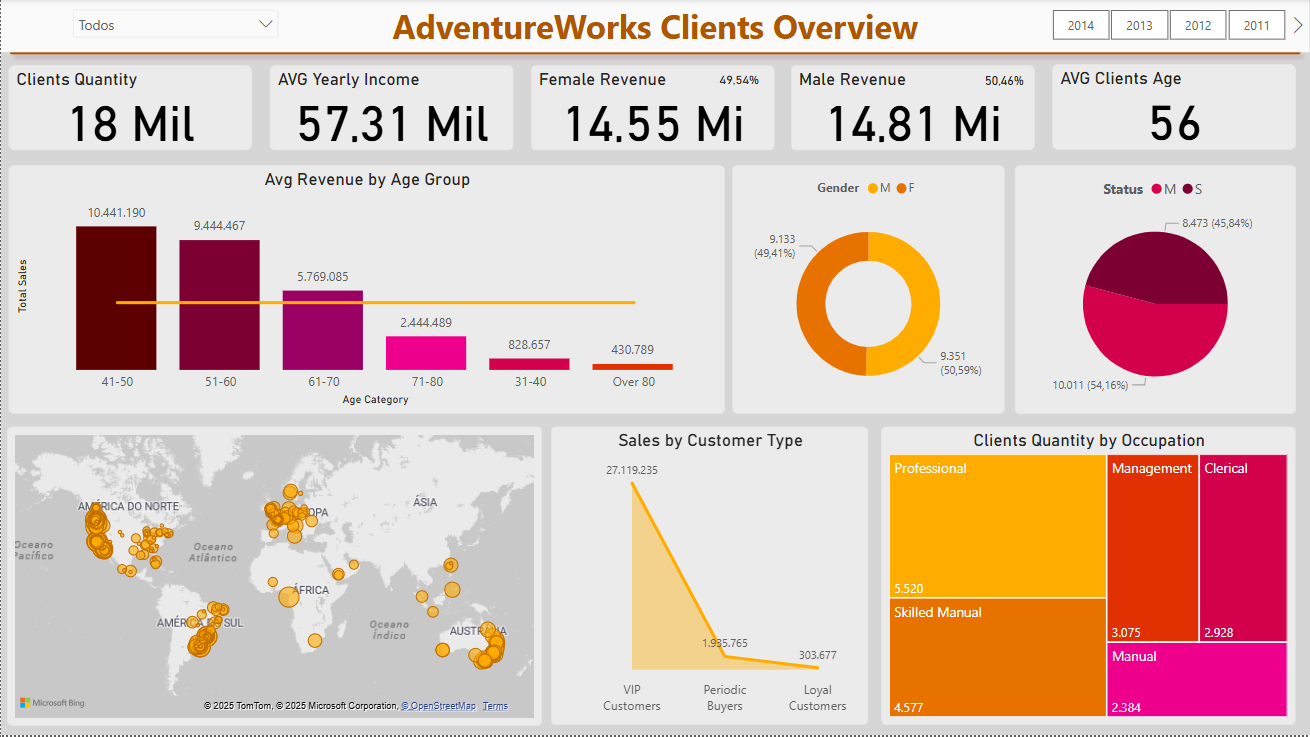 Todos
AdventureWorks Clients Overview
2014
2013
2012
2011
Clients Quantity
18 Mil
AVG Yearly Income
57,31 Mil
Female Revenue
49,54%
14,55 Mi
Male Revenue
50,46%
14,81 Mi
AVG Clients Age
56
Avg Revenue by Age Group
Total Sales
10.441.190
9.444.467
5.769.085
2.444.489
828.657
430.789
41-50
51-60
61-70
71-80
31-40
Over 80
Age Category
Gender M F
9.133
(49,41%)
9.351
(50,59%)
Status M S
8.473 (45,84%)
10.011 (54,16%)
AMÉRICA DO NORTE
ÁSIA
Oceano
Pacífico
Oceano
Atlântico
ÁFRICA
Oceano
Índico
Microsoft Bing
© 2025 TomTom, © 2025 Microsoft Corporation, © OpenStreetMap Terms
Sales by Customer Type
27.119.235
1.935.765
303.677
VIP
Customers
Periodic
Buyers
Loyal
Customers
Clients Quantity by Occupation
Professional
5.520
Skilled Manual
4.577
Management
3.075
Clerical
2.928
Manual
2.384